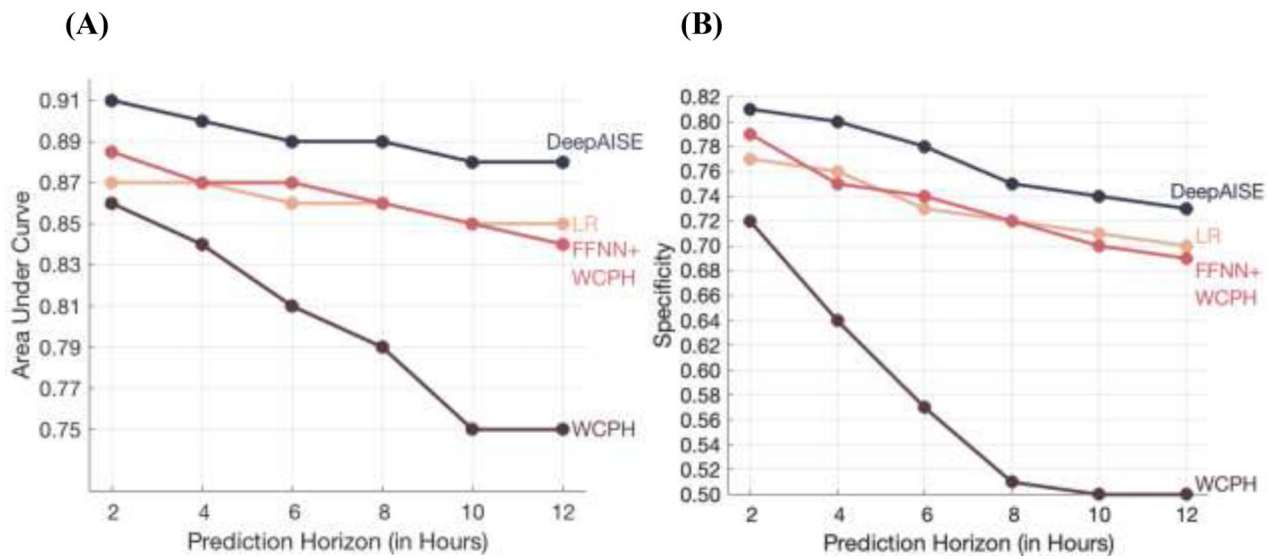 (A)
Area Under Curve
0.91
0.89
0.87
0.85
0.83
0.81
0.79
0.77
0.75
DeepAISE
LR
FFNN+
WCPH
WCPH
2 4 6 8 10 12
Prediction Horizon (in Hours)
(B)
Specificity
0.82
0.80
0.78
0.76
0.74
0.72
0.70
0.68
0.66
0.64
0.62
0.60
0.58
0.56
0.54
0.52
0.50
DeepAISE
LR
FFNN+
WCPH
WCPH
2 4 6 8 10 12
Prediction Horizon (in Hours)